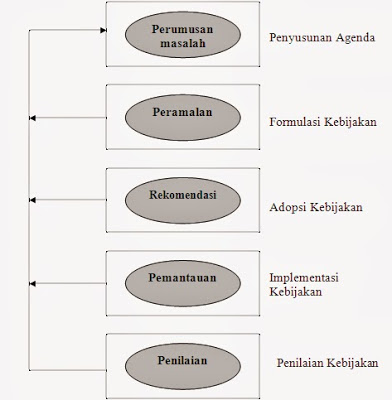 Perumusan
masalah
Penyusunan Agenda
Peramalan
Formulasi Kebijakan
Rekomendasi
Adopsi Kebijakan
Pemantauan
Implementasi
Kebijakan
Penilaian
Penilaian Kebijakan